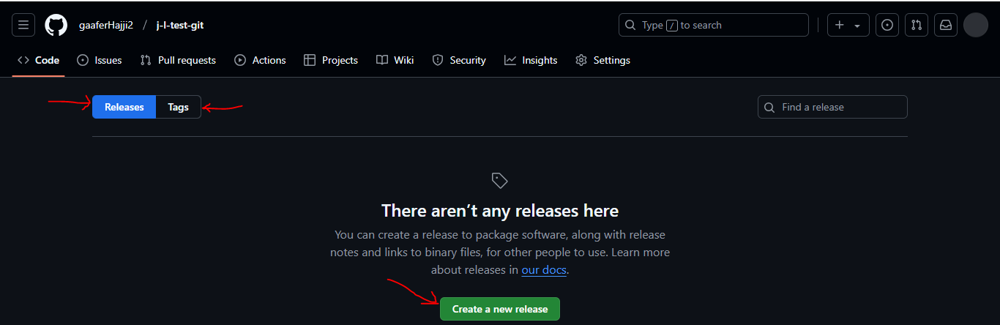 gaaferHajji2 / j-l-test-git
Type / to search
Code Issues Pull requests Actions Projects Wiki Security Insights Settings
Releases Tags
Find a release
There aren’t any releases here
You can create a release to package software, along with release
notes and links to binary files, for other people to use. Learn more
about releases in our docs.
Create a new release